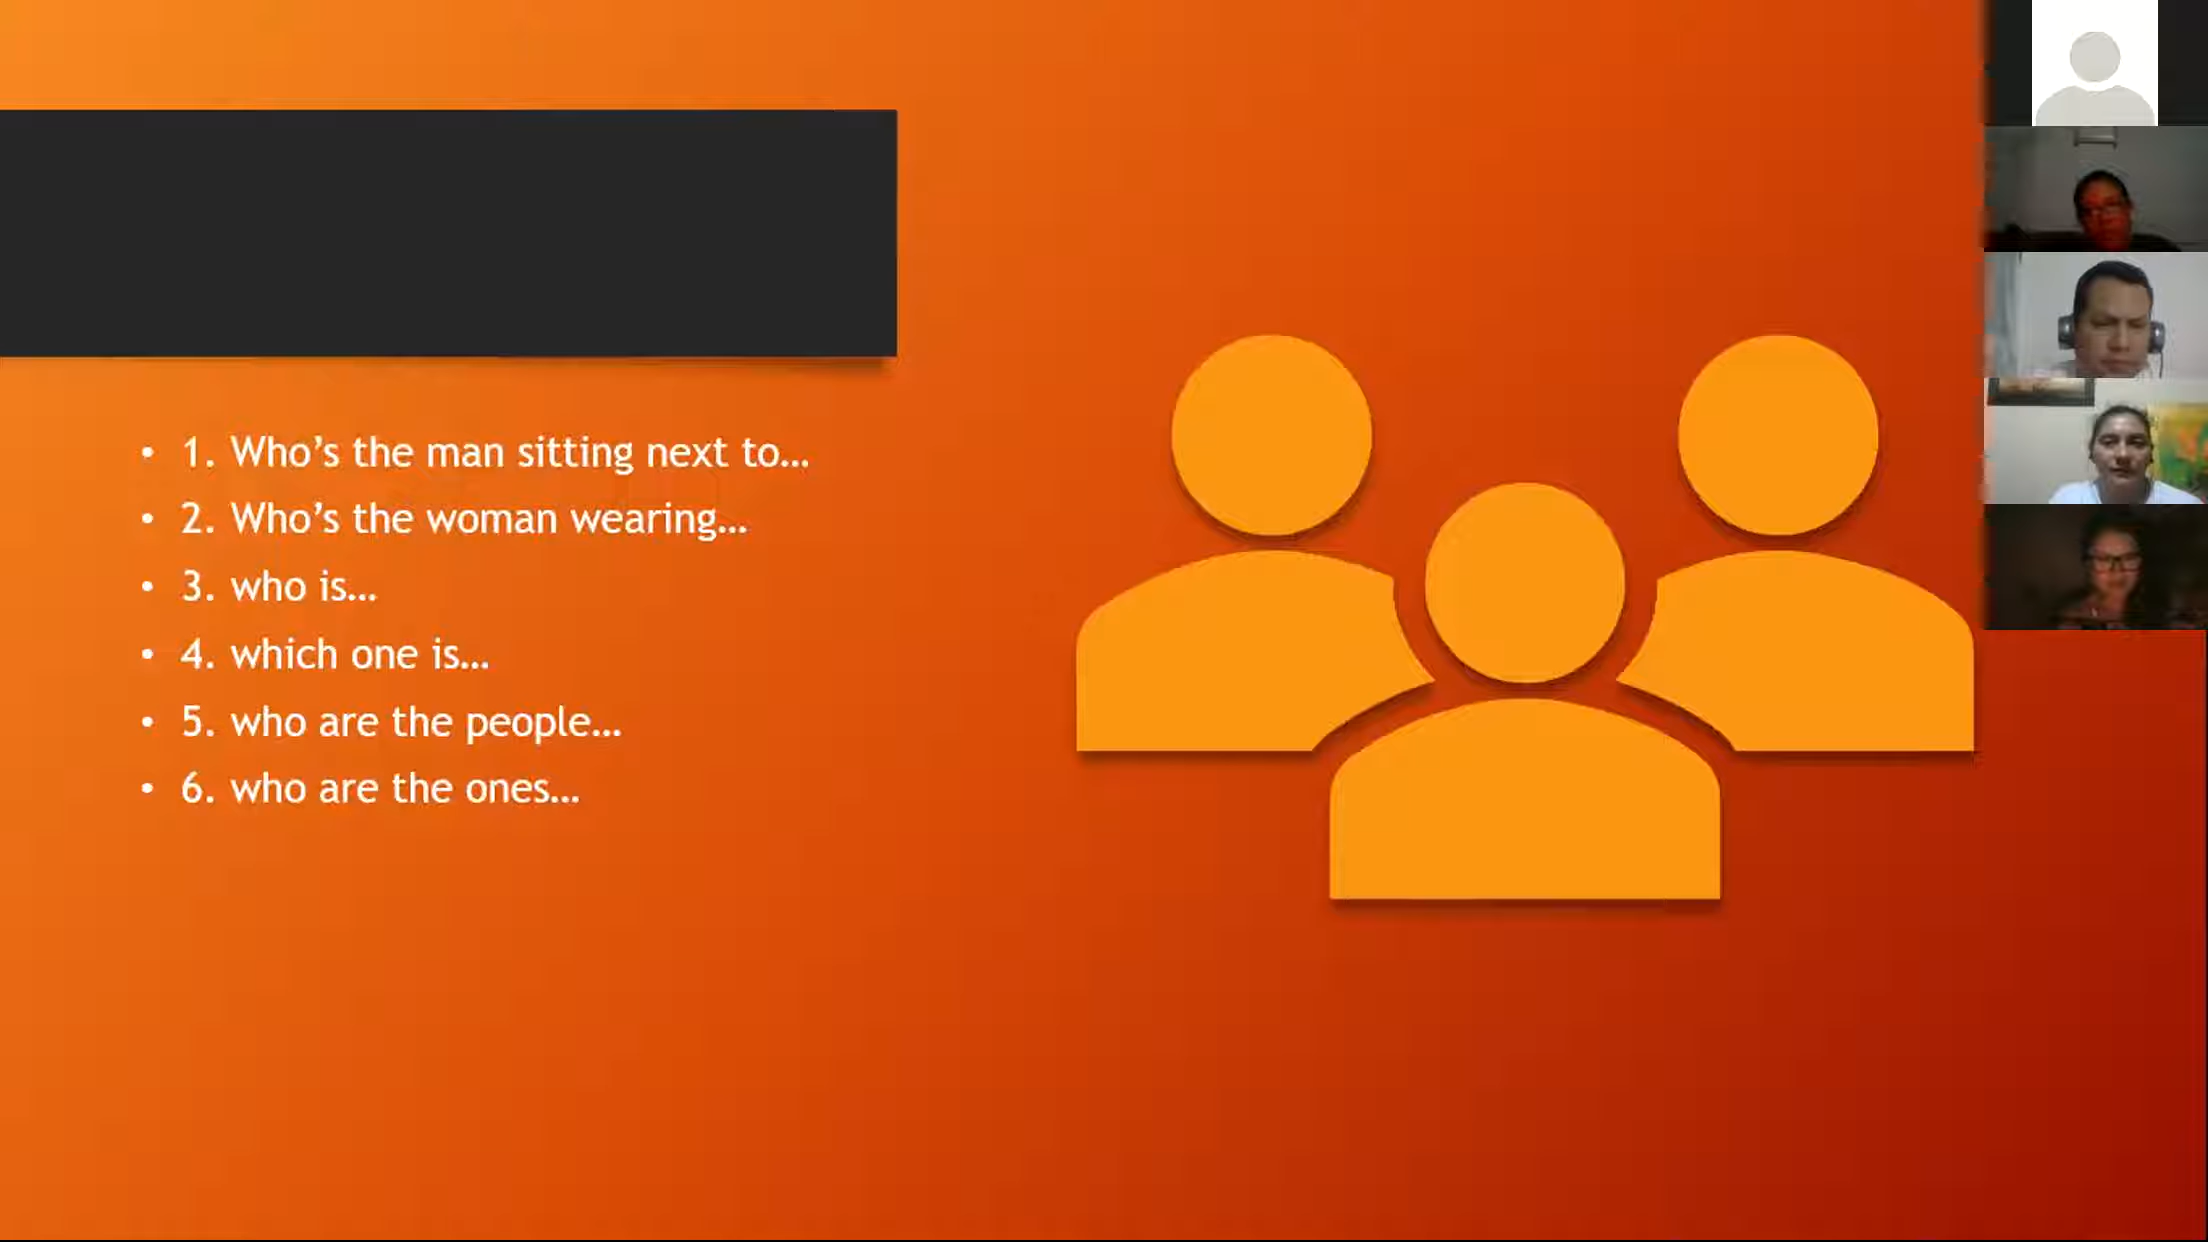 • 1. Who’s the man sitting next to…
• 2. Who’s the woman wearing…
• 3. who is…
• 4. which one is…
• 5. who are the people…
• 6. who are the ones…